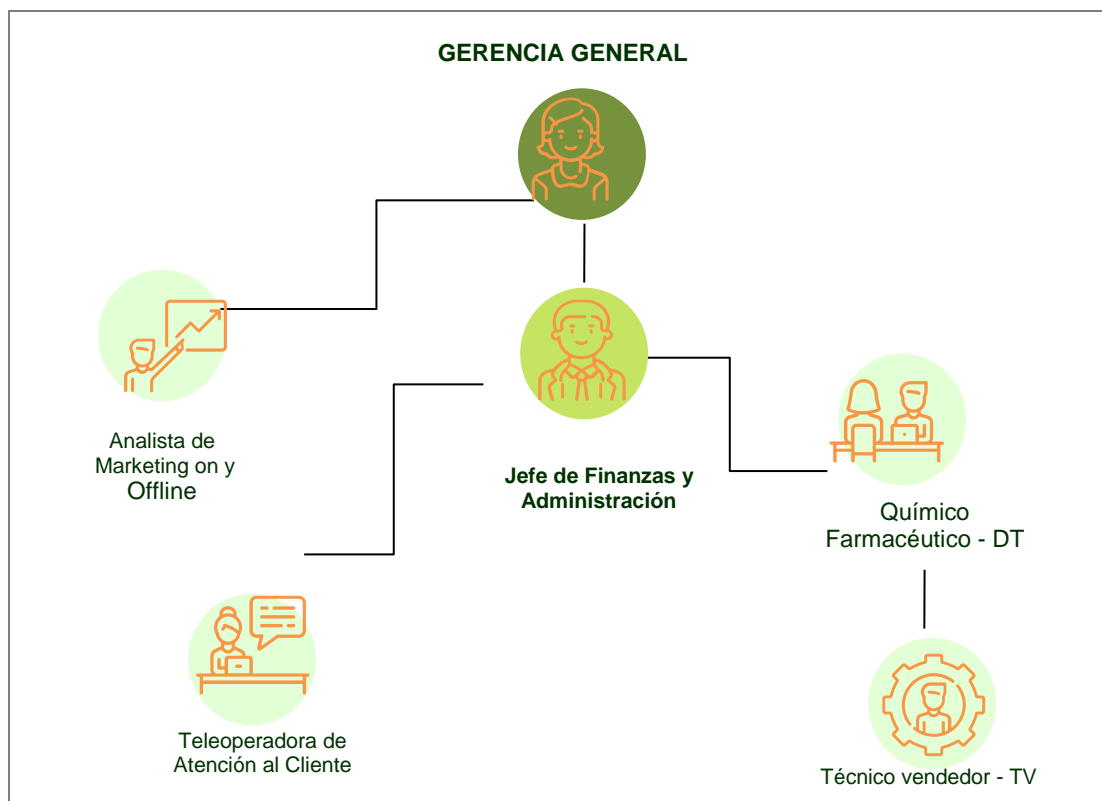 GERENCIA GENERAL
Analista de
Marketing on y
Offline
Jefe de Finanzas y
Administración
Químico
Farmacéutico - DT
Teleoperadora de
Atención al Cliente
Técnico vendedor - TV